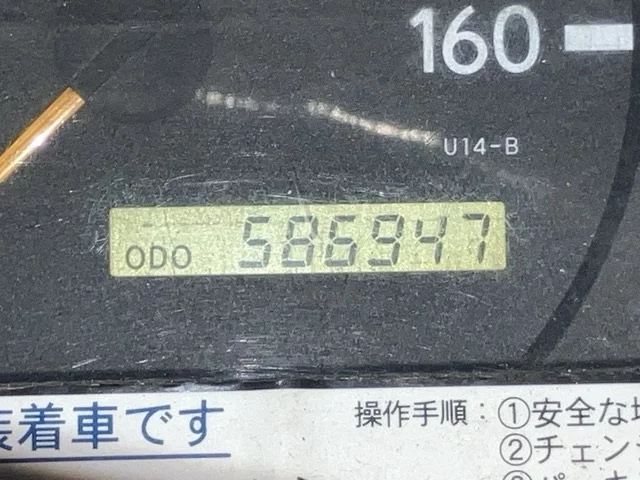 160
U14-B
ODO 586947
装着車です
操作手順：①安全な
②チェン